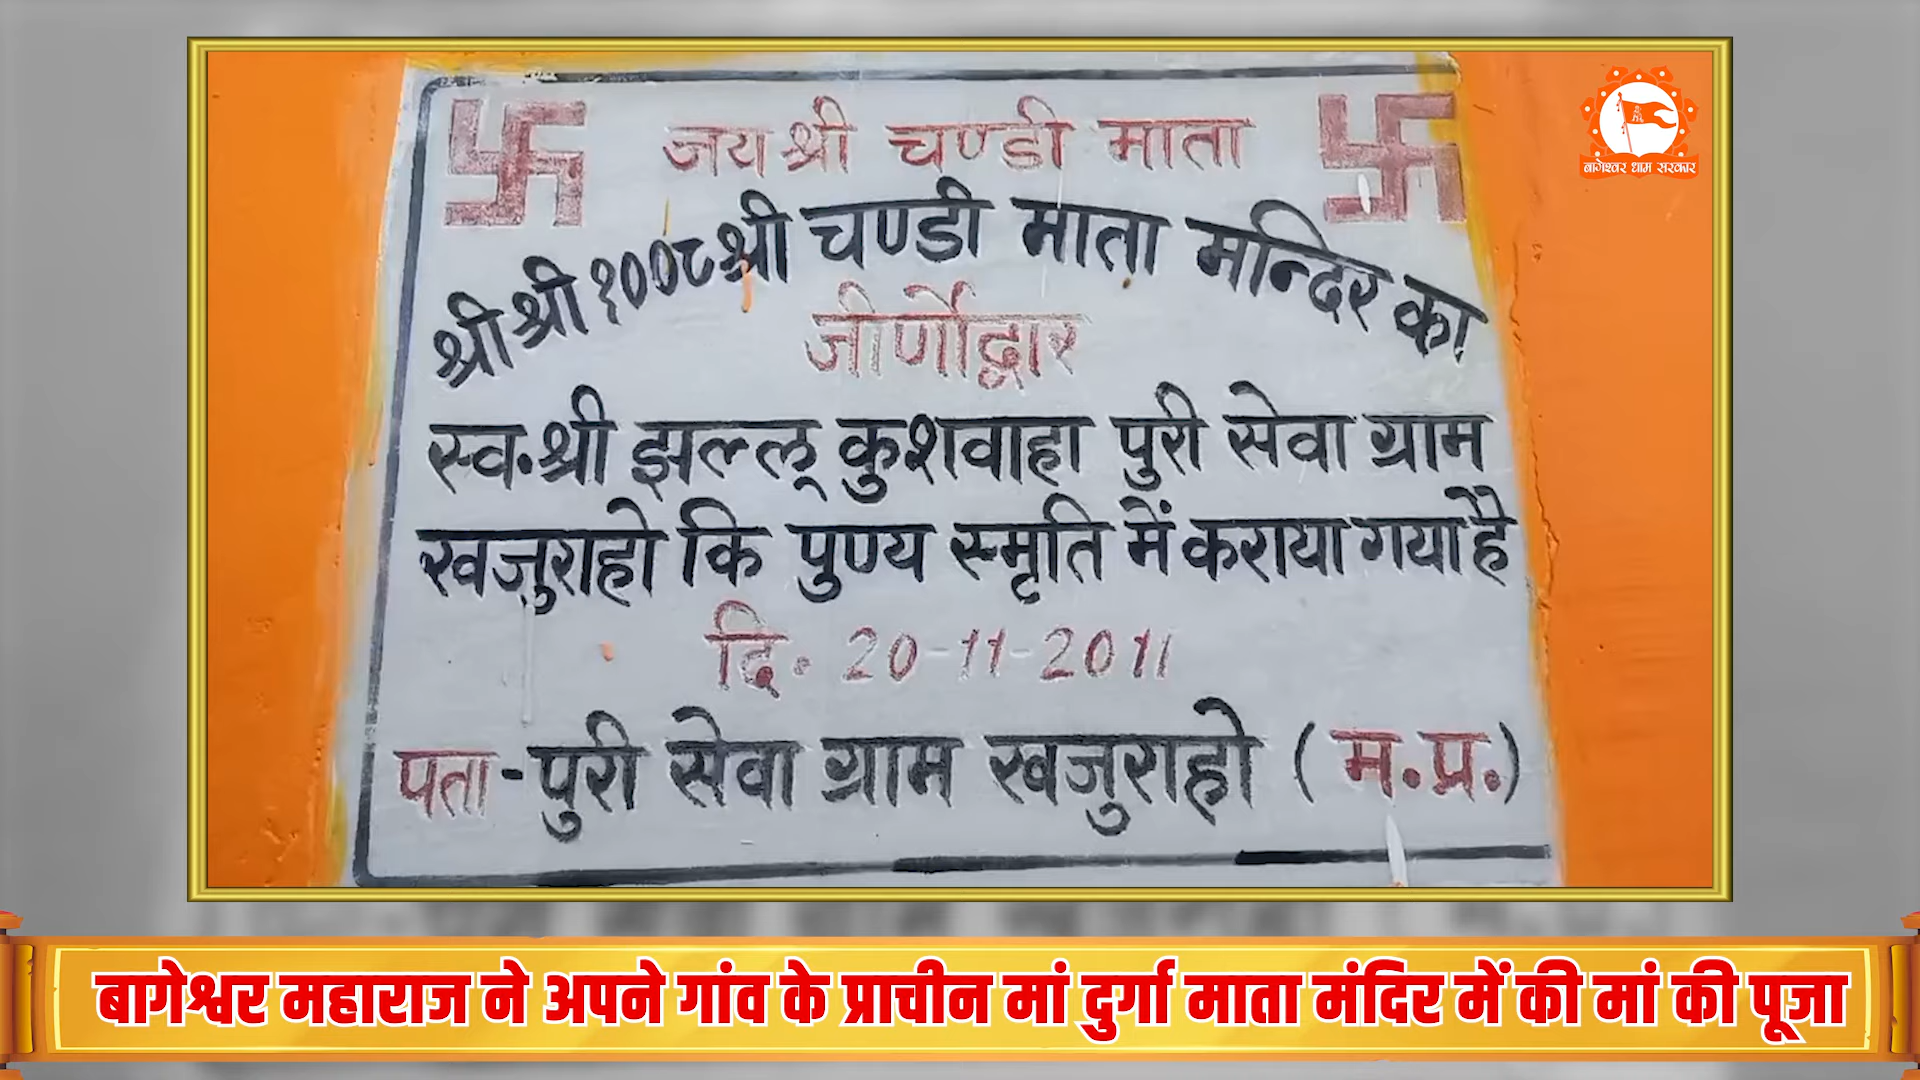 बागेश्वर धाम सरकार
जय श्री चण्डी माता
श्री श्री १००८ श्री चण्डी माता मन्दिर का
जीर्णोद्वार
स्व. श्री झल्लू कुशवाहा पुरी सेवा ग्राम
खजुराहो कि पुण्य स्मृति में कराया गया है
दि. 20-11-2011
पता - पुरी सेवा ग्राम खजुराहो ( म.प्र.)
बागेश्वर महाराज ने अपने गांव के प्राचीन मां दुर्गा माता मंदिर में की मां की पूजा